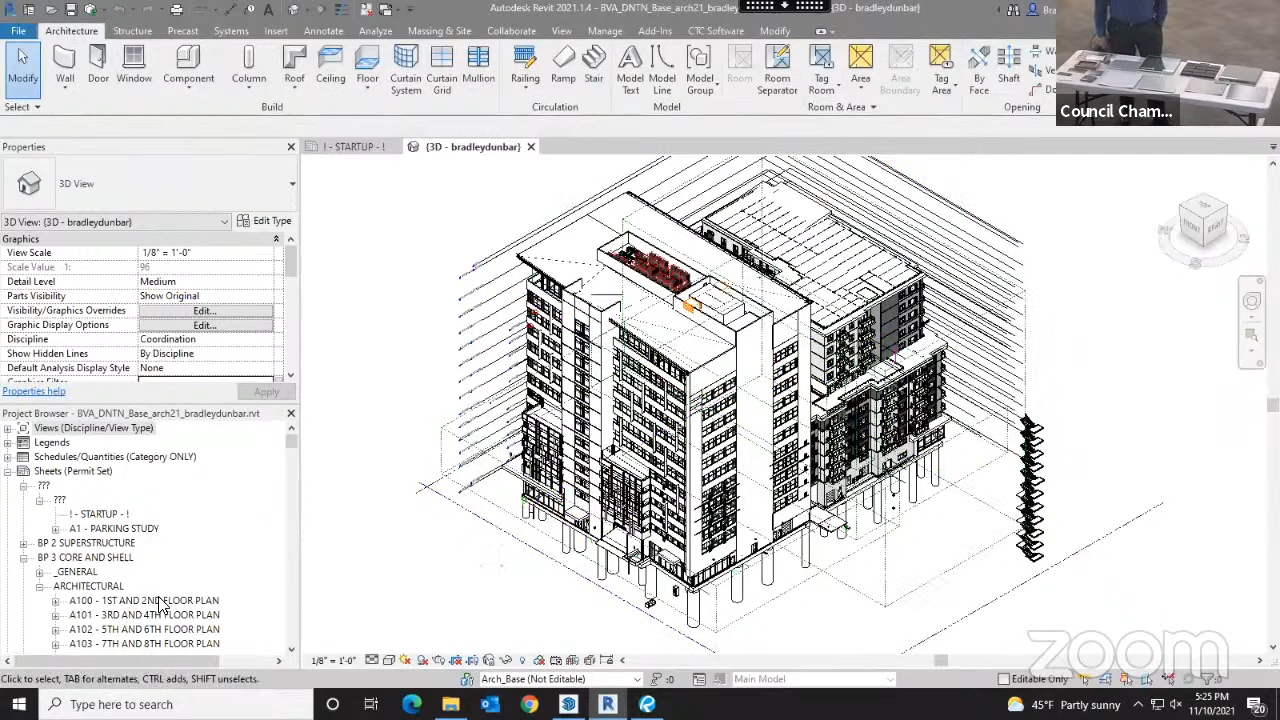 Autodesk Revit 2021.1.4 - BVA_DNTN_Base_arch21_bradley
{3D - bradleydunbar}
File Architecture Structure Precast Systems Insert Annotate Analyze Massing & Site Collaborate View Manage Add-Ins CTC Software Modify
Modify Wall Door Window Component Column Roof Ceiling Floor Curtain System Curtain Grid Mullion Railing Ramp Stair Model Text Model Line Model Group Room Room Separator Tag Room Area Area Boundary Tag Area By Face Shaft
Select Build Circulation Model Room & Area Opening
Council Cham...
Properties
! - STARTUP - !
{3D - bradleydunbar}
3D View
3D View: {3D - bradleydunbar}
Edit Type
Graphics
View Scale 1/8" = 1'-0"
Scale Value 1: 96
Detail Level Medium
Parts Visibility Show Original
Visibility/Graphics Overrides Edit...
Graphic Display Options Edit...
Discipline Coordination
Show Hidden Lines By Discipline
Default Analysis Display Style None
Properties help
Apply
FRONT RIGHT
Project Browser - BVA_DNTN_Base_arch21_bradleydunbar.rvt
Views (Discipline/View Type)
Legends
Schedules/Quantities (Category ONLY)
Sheets (Permit Set)
???
???
! - STARTUP - !
A1 - PARKING STUDY
BP 2 SUPERSTRUCTURE
BP 3 CORE AND SHELL
_GENERAL
ARCHITECTURAL
A100 - 1ST AND 2ND FLOOR PLAN
A101 - 3RD AND 4TH FLOOR PLAN
A102 - 5TH AND 6TH FLOOR PLAN
A103 - 7TH AND 8TH FLOOR PLAN
1/8" = 1'-0"
zoom
Click to select, TAB for alternates, CTRL adds, SHIFT unselects.
Arch_Base (Not Editable)
:0
Main Model
Editable Only
:0
Type here to search
45°F Partly sunny
5:25 PM
11/10/2021
20